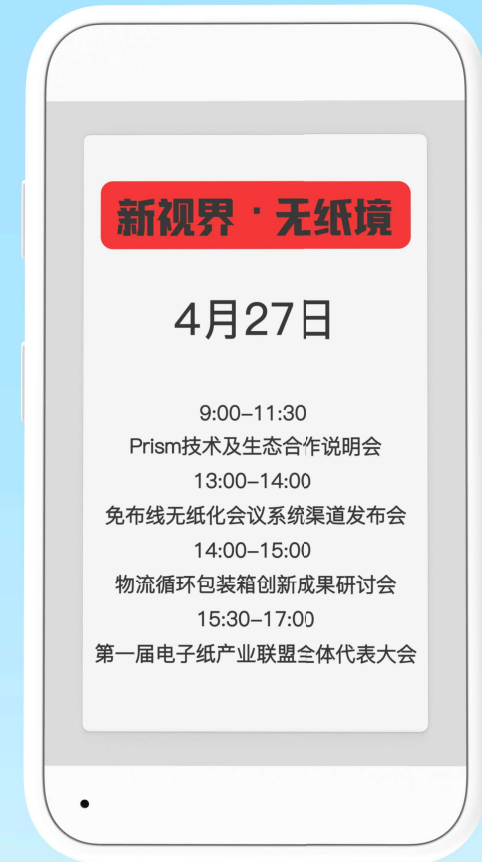 新视界·无纸境
4月27日
9:00-11:30
Prism技术及生态合作说明会
13:00-14:00
免布线无纸化会议系统渠道发布会
14:00-15:00
物流循环包装箱创新成果研讨会
15:30-17:00
第一届电子纸产业联盟全体代表大会